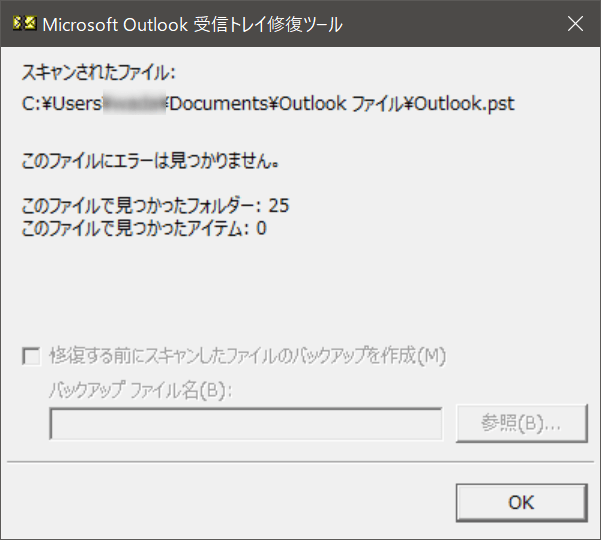 Microsoft Outlook 受信トレイ修復ツール
スキャンされたファイル:
C:¥Users¥ ¥Documents¥Outlook ファイル¥Outlook.pst
このファイルにエラーは見つかりません。
このファイルで見つかったフォルダー: 25
このファイルで見つかったアイテム: 0
修復する前にスキャンしたファイルのバックアップを作成(M)
バックアップ ファイル名(B):
参照(B)...
OK